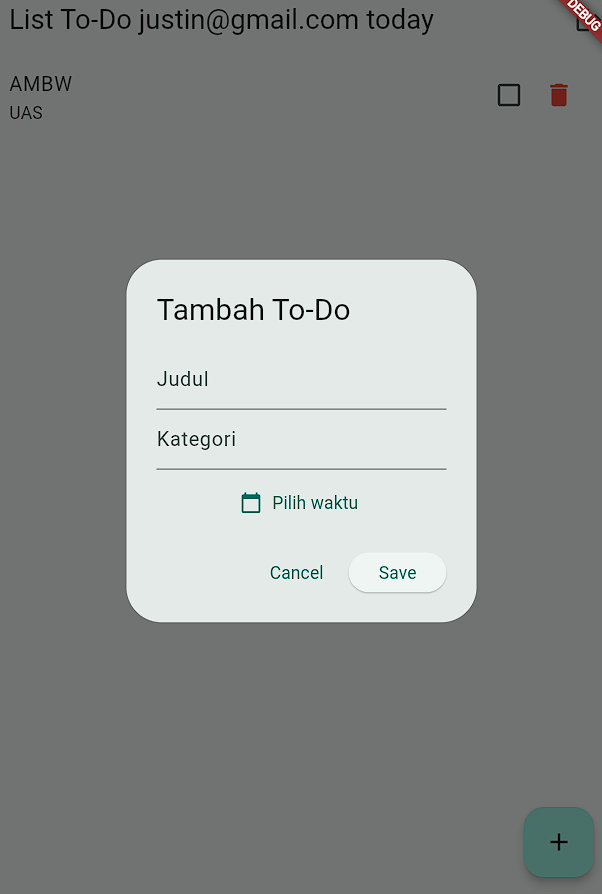 List To-Do justin@gmail.com today
DEBUG
AMBW
UAS
Tambah To-Do
Judul
Kategori
Pilih waktu
Cancel Save
+